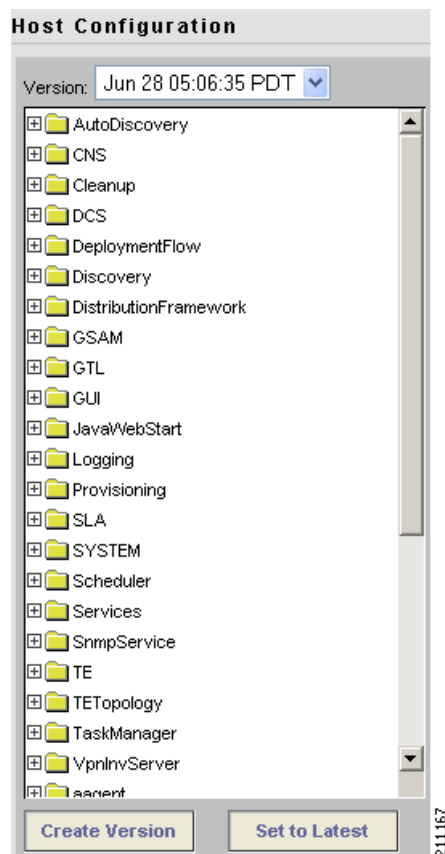 Host Configuration
Version: Jun 28 05:06:35 PDT
AutoDiscovery
CNS
Cleanup
DCS
DeploymentFlow
Discovery
DistributionFramework
GSAM
GTL
GUI
JavaWebStart
Logging
Provisioning
SLA
SYSTEM
Scheduler
Services
SnmpService
TE
TETopology
TaskManager
VpnInvServer
aagent
Create Version Set to Latest
211167